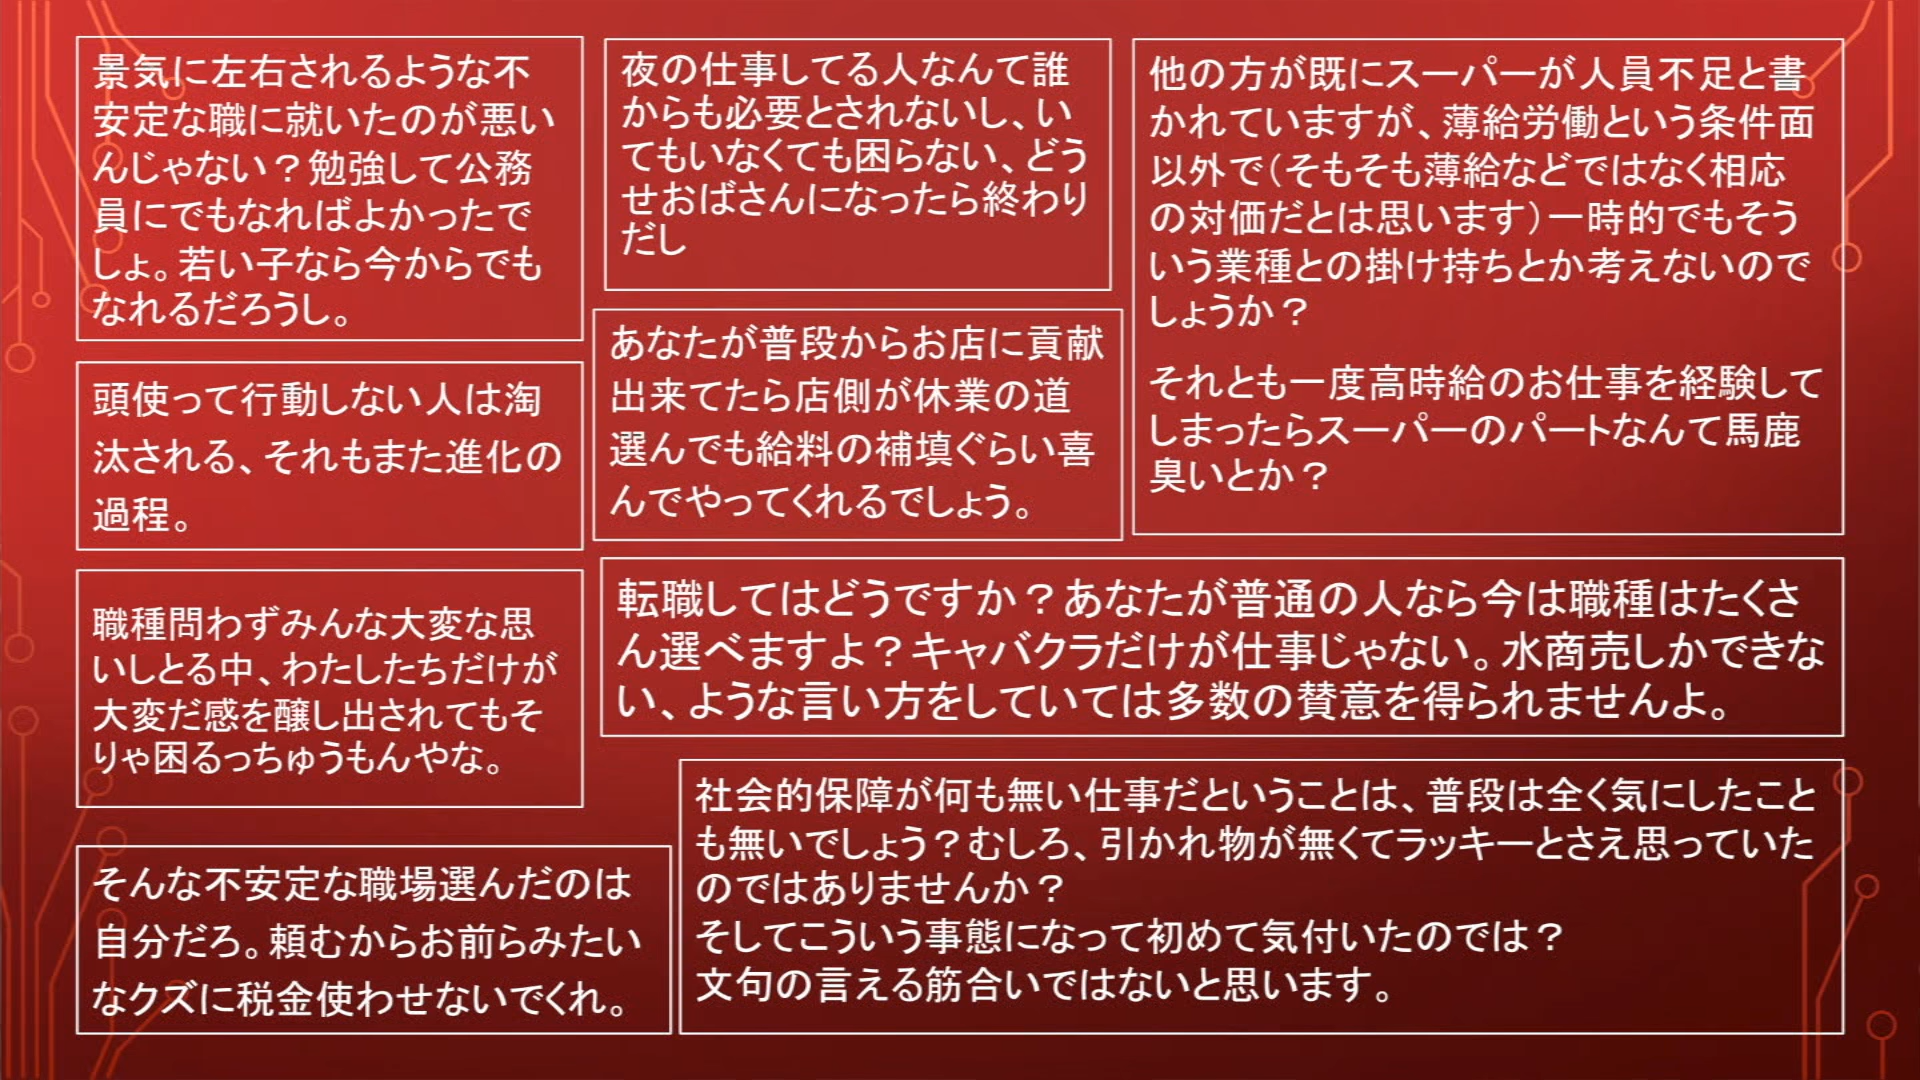 景気に左右されるような不
安定な職に就いたのが悪い
んじゃない？勉強して公務
員にでもなればよかったで
しょ。若い子なら今からでも
なれるだろうし。
頭使って行動しない人は淘
汰される、それもまた進化の
過程。
職種問わずみんな大変な思
いしとる中、わたしたちだけが
大変だ感を醸し出されてもそ
りゃ困るっちゅうもんやな。
そんな不安定な職場選んだのは
自分だろ。頼むからお前らみたい
なクズに税金使わせないでくれ。
夜の仕事してる人なんて誰
からも必要とされないし、い
てもいなくても困らない、どう
せおばさんになったら終わり
だし
あなたが普段からお店に貢献
出来てたら店側が休業の道
選んでも給料の補填ぐらい喜
んでやってくれるでしょう。
他の方が既にスーパーが人員不足と書
かれていますが、薄給労働という条件面
以外で（そもそも薄給などではなく相応
の対価だとは思います）一時的でもそう
いう業種との掛け持ちとか考えないので
しょうか？
それとも一度高時給のお仕事を経験して
しまったらスーパーのパートなんて馬鹿
臭いとか？
転職してはどうですか？あなたが普通の人なら今は職種はたくさ
ん選べますよ？キャバクラだけが仕事じゃない。水商売しかできな
い、ような言い方をしていては多数の賛意を得られませんよ。
社会的保障が何も無い仕事だということは、普段は全く気にしたこと
も無いでしょう？むしろ、引かれ物が無くてラッキーとさえ思っていた
のではありませんか？
そしてこういう事態になって初めて気付いたのでは？
文句の言える筋合いではないと思います。